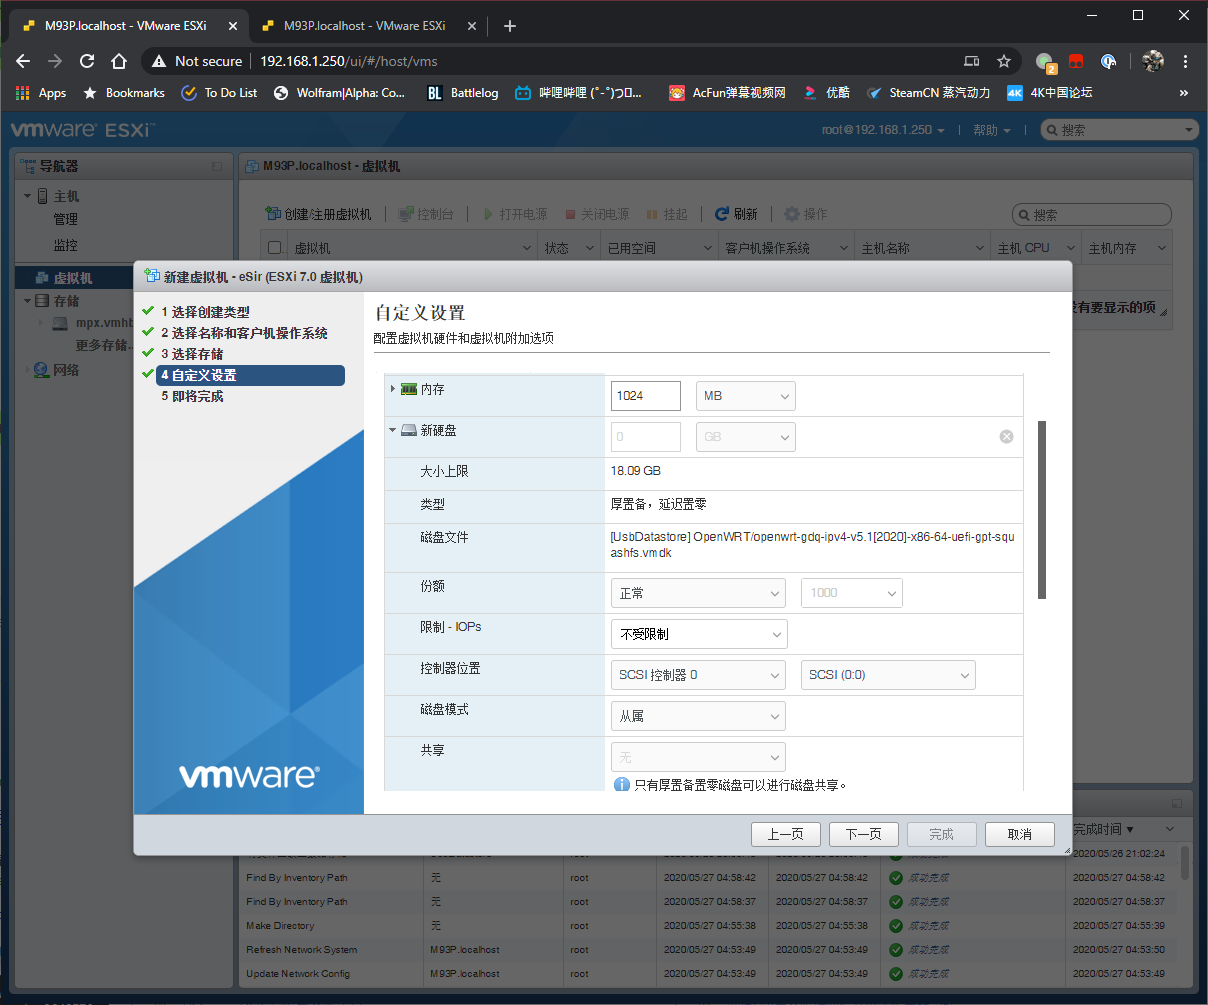 M93P.localhost - VMware ESXi
M93P.localhost - VMware ESXi
Not secure
192.168.1.250/ui/#/host/vms
2
Apps
Bookmarks
To Do List
Wolfram|Alpha: Co...
BL Battlelog
哔哩哔哩 (゜-゜)つロ...
AcFun弹幕视频网
优酷
SteamCN 蒸汽动力
4K 4K中国论坛
»
vmware ESXi™
root@192.168.1.250
帮助
搜索
导航器
M93P.localhost - 虚拟机
主机
管理
监控
虚拟机
存储
mpx.vmhb
更多存储...
网络
创建/注册虚拟机
控制台
打开电源
关闭电源
挂起
刷新
操作
搜索
虚拟机
状态
已用空间
客户机操作系统
主机名称
主机 CPU
主机内存
有要显示的项
新建虚拟机 - eSir (ESXi 7.0 虚拟机)
1 选择创建类型
2 选择名称和客户机操作系统
3 选择存储
4 自定义设置
5 即将完成
vmware®
自定义设置
配置虚拟机硬件和虚拟机附加选项
内存
1024
MB
新硬盘
0
GB
大小上限
18.09 GB
类型
厚置备，延迟置零
磁盘文件
[UsbDatastore] OpenWRT/openwrt-gdq-ipv4-v5.1[2020]-x86-64-uefi-gpt-squ
ashfs.vmdk
份额
正常
1000
限制 - IOPs
不受限制
控制器位置
SCSI 控制器 0
SCSI (0:0)
磁盘模式
从属
共享
无
只有厚置备置零磁盘可以进行磁盘共享。
上一页
下一页
完成
取消
完成时间 ▼
2020/05/26 21:02:24
Find By Inventory Path
无
root
2020/05/27 04:58:42
2020/05/27 04:58:42
成功完成
2020/05/27 04:58:42
Find By Inventory Path
无
root
2020/05/27 04:58:37
2020/05/27 04:58:37
成功完成
2020/05/27 04:58:37
Make Directory
无
root
2020/05/27 04:55:38
2020/05/27 04:55:38
成功完成
2020/05/27 04:55:39
Refresh Network System
M93P.localhost
root
2020/05/27 04:53:49
2020/05/27 04:53:49
成功完成
2020/05/27 04:53:50
Update Network Config
M93P.localhost
root
2020/05/27 04:53:49
2020/05/27 04:53:49
成功完成
2020/05/27 04:53:49